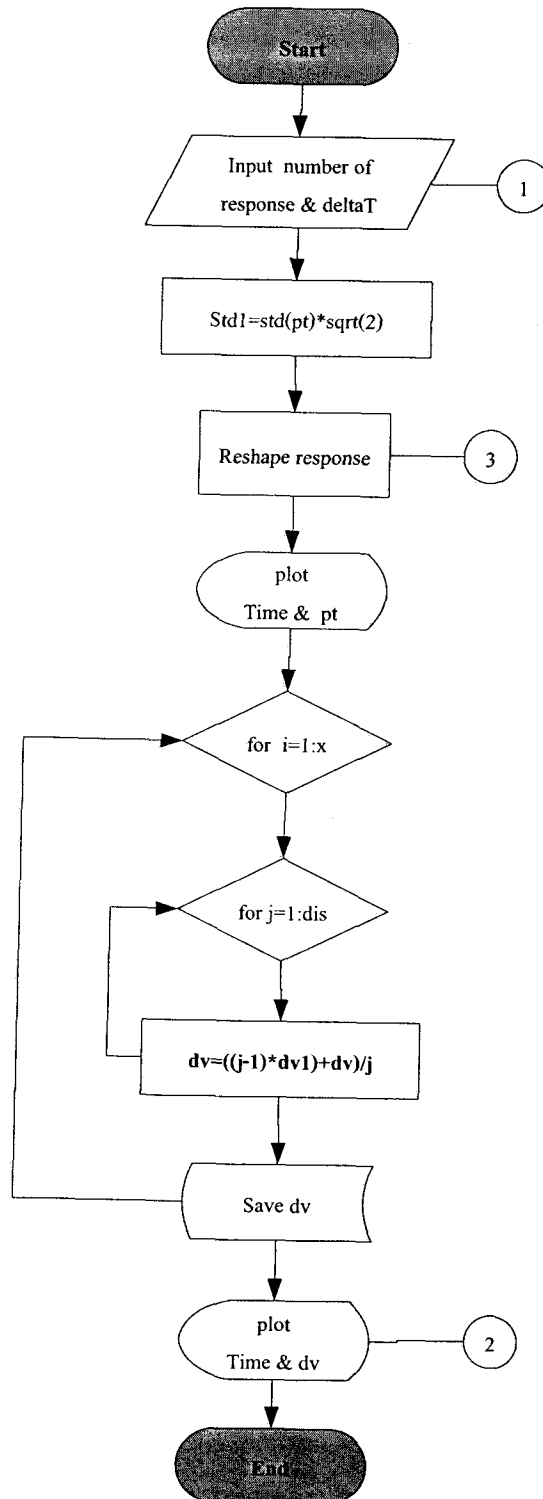 Start
Input number of
response & deltaT
1
Std1=std(pt)*sqrt(2)
Reshape response
3
plot
Time & pt
for i=1:x
for j=1:dis
dv=((j-1)*dv1)+dv)/j
Save dv
plot
Time & dv
2
End